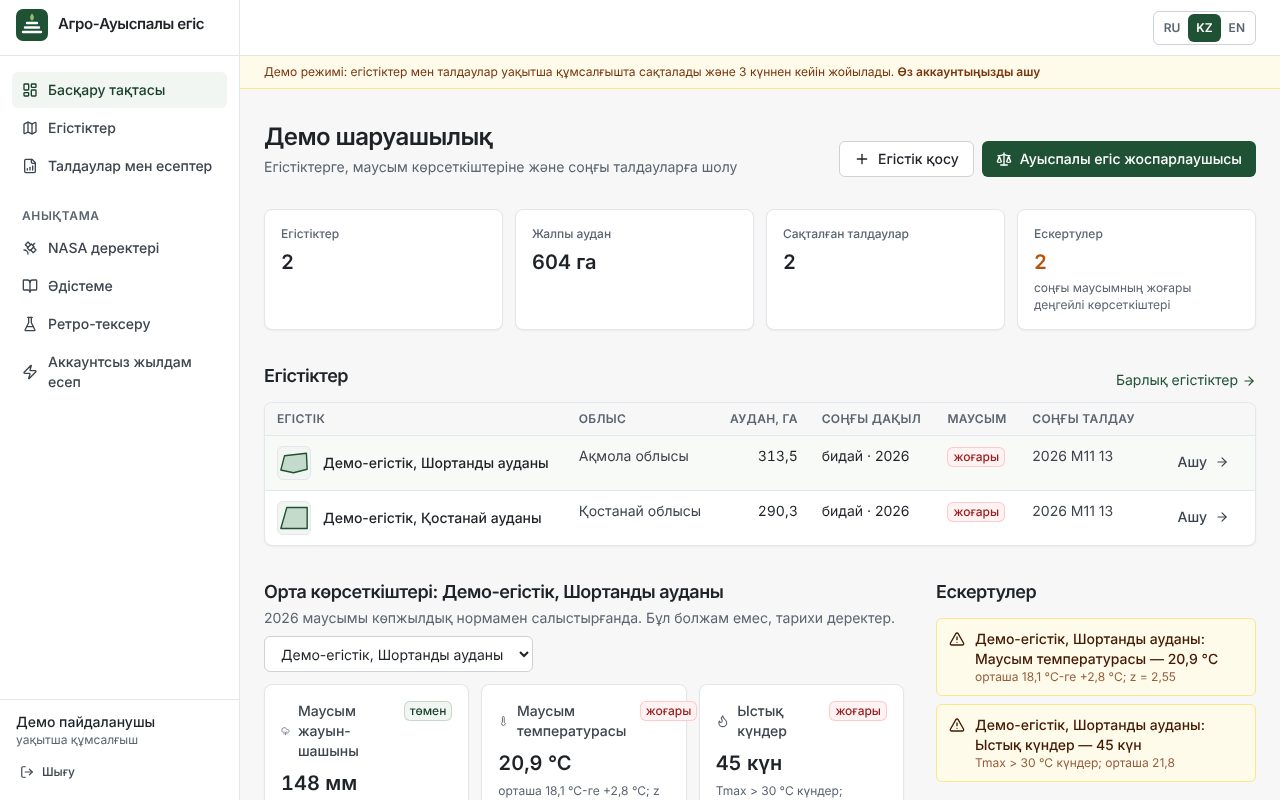 Агро-Ауыспалы егіс
RU KZ EN
Демо режимі: егістіктер мен талдаулар уақытша құмсалғышта сақталады және 3 күннен кейін жойылады. Өз аккаунтыңызды ашу
Басқару тақтасы
Егістіктер
Талдаулар мен есептер
АНЫҚТАМА
NASA деректері
Әдістеме
Ретро-тексеру
Аккаунтсыз жылдам
есеп
Демо пайдаланушы
уақытша құмсалғыш
Шығу
Демо шаруашылық
Егістіктерге, маусым көрсеткіштеріне және соңғы талдауларға шолу
Егістік қосу
Ауыспалы егіс жоспарлаушысы
Егістіктер
2
Жалпы аудан
604 га
Сақталған талдаулар
2
Ескертулер
2
соңғы маусымның жоғары
деңгейлі көрсеткіштері
Егістіктер
Барлық егістіктер →
ЕГІСТІК ОБЛЫС АУДАН, ГА СОҢҒЫ ДАҚЫЛ МАУСЫМ СОҢҒЫ ТАЛДАУ
Демо-егістік, Шортанды ауданы Ақмола облысы 313,5 бидай · 2026 жоғары 2026 M11 13 Ашу →
Демо-егістік, Қостанай ауданы Қостанай облысы 290,3 бидай · 2026 жоғары 2026 M11 13 Ашу →
Орта көрсеткіштері: Демо-егістік, Шортанды ауданы
2026 маусымы көпжылдық нормамен салыстырғанда. Бұл болжам емес, тарихи деректер.
Демо-егістік, Шортанды ауданы
Маусым
жауын-
шашыны
төмен
148 мм
Маусым
температурасы
жоғары
20,9 °C
орташа 18,1 °C-ге +2,8 °C; z
Ыстық
күндер
жоғары
45 күн
Tmax > 30 °C күндер;
Ескертулер
Демо-егістік, Шортанды ауданы:
Маусым температурасы — 20,9 °C
орташа 18,1 °C-ге +2,8 °C; z = 2,55
Демо-егістік, Шортанды ауданы:
Ыстық күндер — 45 күн
Tmax > 30 °C күндер; орташа 21,8